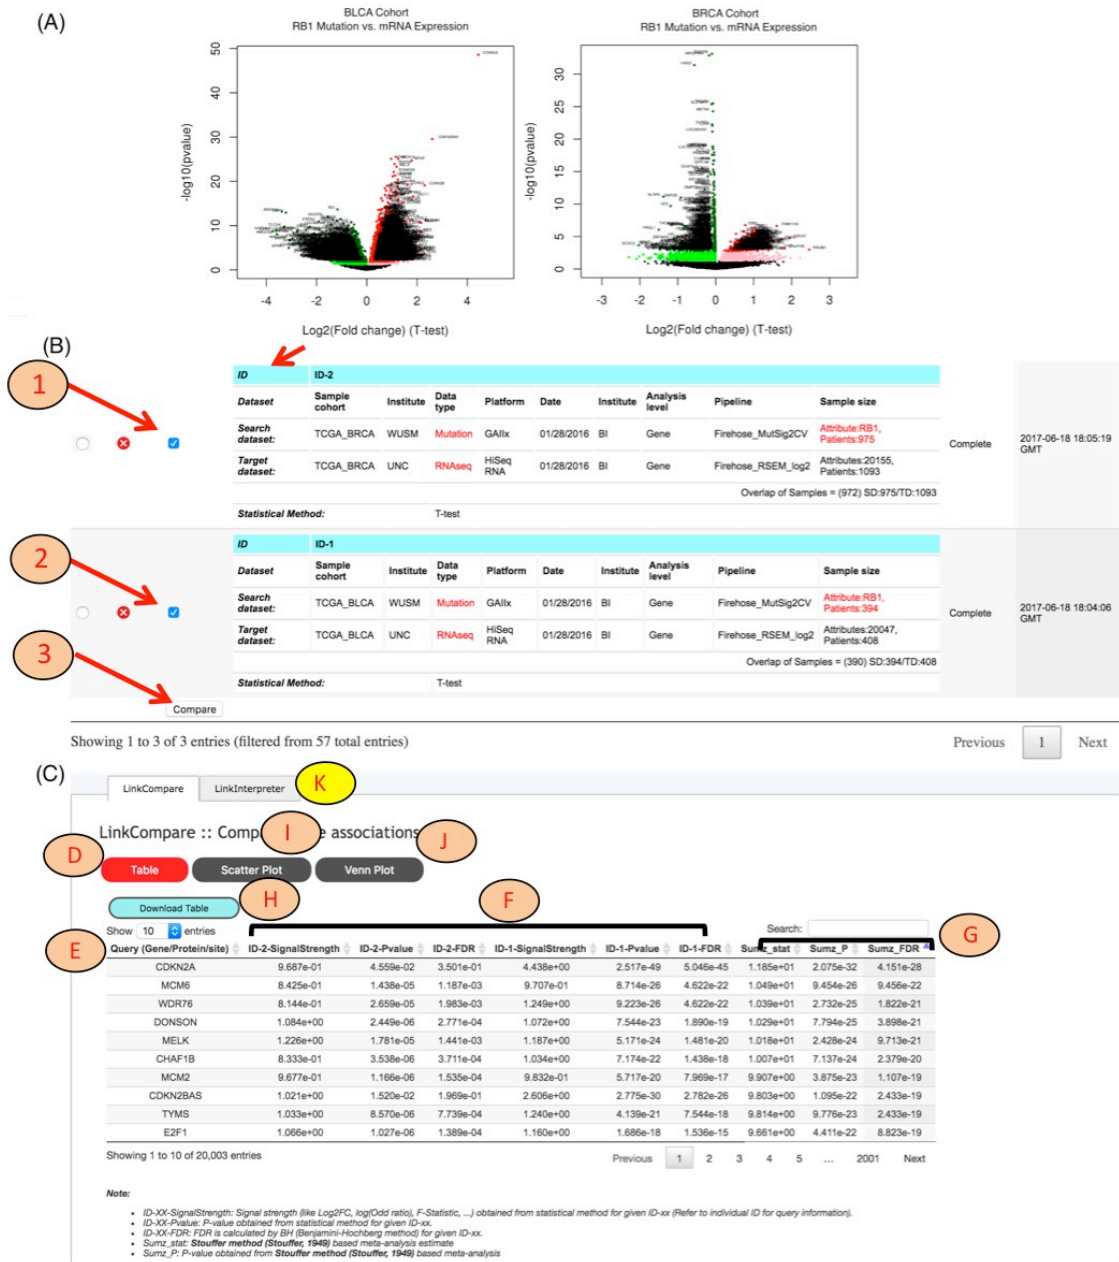 (A)
BLCA Cohort
RB1 Mutation vs. mRNA Expression
BRCA Cohort
RB1 Mutation vs. mRNA Expression
-log10(pvalue)
50
40
30
20
10
0
-4 -2 0 2 4
Log2(Fold change) (T-test)
-log10(pvalue)
30
25
20
15
10
5
0
-3 -2 -1 0 1 2 3
Log2(Fold change) (T-test)
(B)
1
ID ID-2
Dataset Sample cohort Institute Data type Platform Date Institute Analysis level Pipeline Sample size
Search dataset: TCGA_BRCA WUSM Mutation GAIIx 01/28/2016 BI Gene Firehose_MutSig2CV Attribute:RB1, Patients:975
Target dataset: TCGA_BRCA UNC RNAseq HiSeq RNA 01/28/2016 BI Gene Firehose_RSEM_log2 Attributes:20155, Patients:1093
Overlap of Samples = (972) SD:975/TD:1093
Statistical Method: T-test
Complete
2017-06-18 18:05:19 GMT
2
ID ID-1
Dataset Sample cohort Institute Data type Platform Date Institute Analysis level Pipeline Sample size
Search dataset: TCGA_BLCA WUSM Mutation GAIIx 01/28/2016 BI Gene Firehose_MutSig2CV Attribute:RB1, Patients:394
Target dataset: TCGA_BLCA UNC RNAseq HiSeq RNA 01/28/2016 BI Gene Firehose_RSEM_log2 Attributes:20047, Patients:408
Overlap of Samples = (390) SD:394/TD:408
Statistical Method: T-test
Complete
2017-06-18 18:04:06 GMT
3
Compare
Showing 1 to 3 of 3 entries (filtered from 57 total entries)
Previous 1 Next
(C)
LinkCompare LinkInterpreter K
LinkCompare :: Comp I e associations J
D Table Scatter Plot Venn Plot
Download Table H F
Show 10 entries Search: G
E Query (Gene/Protein/site) ID-2-SignalStrength ID-2-Pvalue ID-2-FDR ID-1-SignalStrength ID-1-Pvalue ID-1-FDR Sumz_stat Sumz_P Sumz_FDR
CDKN2A 9.687e-01 4.559e-02 3.501e-01 4.438e+00 2.517e-49 5.046e-45 1.185e+01 2.075e-32 4.151e-28
MCM6 8.425e-01 1.438e-05 1.187e-03 9.707e-01 8.714e-26 4.622e-22 1.049e+01 9.454e-26 9.456e-22
WDR76 8.144e-01 2.659e-05 1.983e-03 1.249e+00 9.223e-26 4.622e-22 1.039e+01 2.732e-25 1.822e-21
DONSON 1.084e+00 2.449e-06 2.771e-04 1.072e+00 7.544e-23 1.890e-19 1.029e+01 7.794e-25 3.898e-21
MELK 1.226e+00 1.781e-05 1.441e-03 1.187e+00 5.171e-24 1.481e-20 1.018e+01 2.428e-24 9.713e-21
CHAF1B 8.333e-01 3.538e-06 3.711e-04 1.034e+00 7.174e-22 1.438e-18 1.007e+01 7.137e-24 2.379e-20
MCM2 9.677e-01 1.166e-06 1.535e-04 9.832e-01 5.717e-20 7.969e-17 9.907e+00 3.875e-23 1.107e-19
CDKN2BAS 1.021e+00 1.520e-02 1.969e-01 2.606e+00 2.775e-30 2.782e-26 9.803e+00 1.095e-22 2.433e-19
TYMS 1.033e+00 8.570e-06 7.739e-04 1.240e+00 4.139e-21 7.544e-18 9.814e+00 9.776e-23 2.433e-19
E2F1 1.066e+00 1.027e-06 1.389e-04 1.160e+00 1.686e-18 1.536e-15 9.661e+00 4.411e-22 8.823e-19
Showing 1 to 10 of 20,003 entries Previous 1 2 3 4 5 ... 2001 Next
Note:
• ID-XX-SignalStrength: Signal strength (like Log2FC, log(Odd ratio), F-Statistic, ...) obtained from statistical method for given ID-xx (Refer to individual ID for query information).
• ID-XX-Pvalue: P-value obtained from statistical method for given ID-xx.
• ID-XX-FDR: FDR is calculated by BH (Benjamini-Hochberg method) for given ID-xx.
• Sumz_stat: Stouffer method (Stouffer, 1949) based meta-analysis estimate
• Sumz_P: P-value obtained from Stouffer method (Stouffer, 1949) based meta-analysis